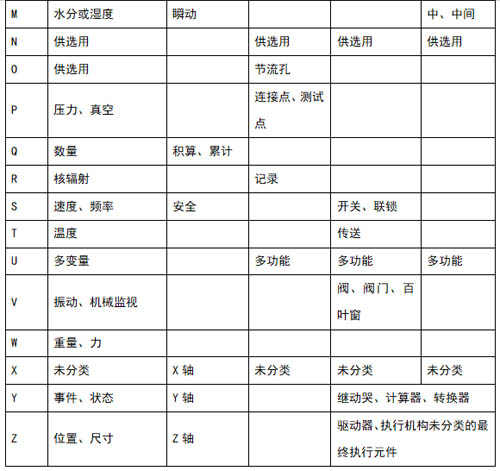 M 水分或湿度 瞬动 中、中间
N 供选用 供选用 供选用 供选用
O 供选用 节流孔
P 压力、真空 连接点、测试
点
Q 数量 积算、累计
R 核辐射 记录
S 速度、频率 安全 开关、联锁
T 温度 传送
U 多变量 多功能 多功能 多功能
V 振动、机械监视 阀、阀门、百
叶窗
W 重量、力
X 未分类 X 轴 未分类 未分类 未分类
Y 事件、状态 Y 轴 继动哭、计算器、转换器
Z 位置、尺寸 Z 轴 驱动器、执行机构未分类的最
终执行元件